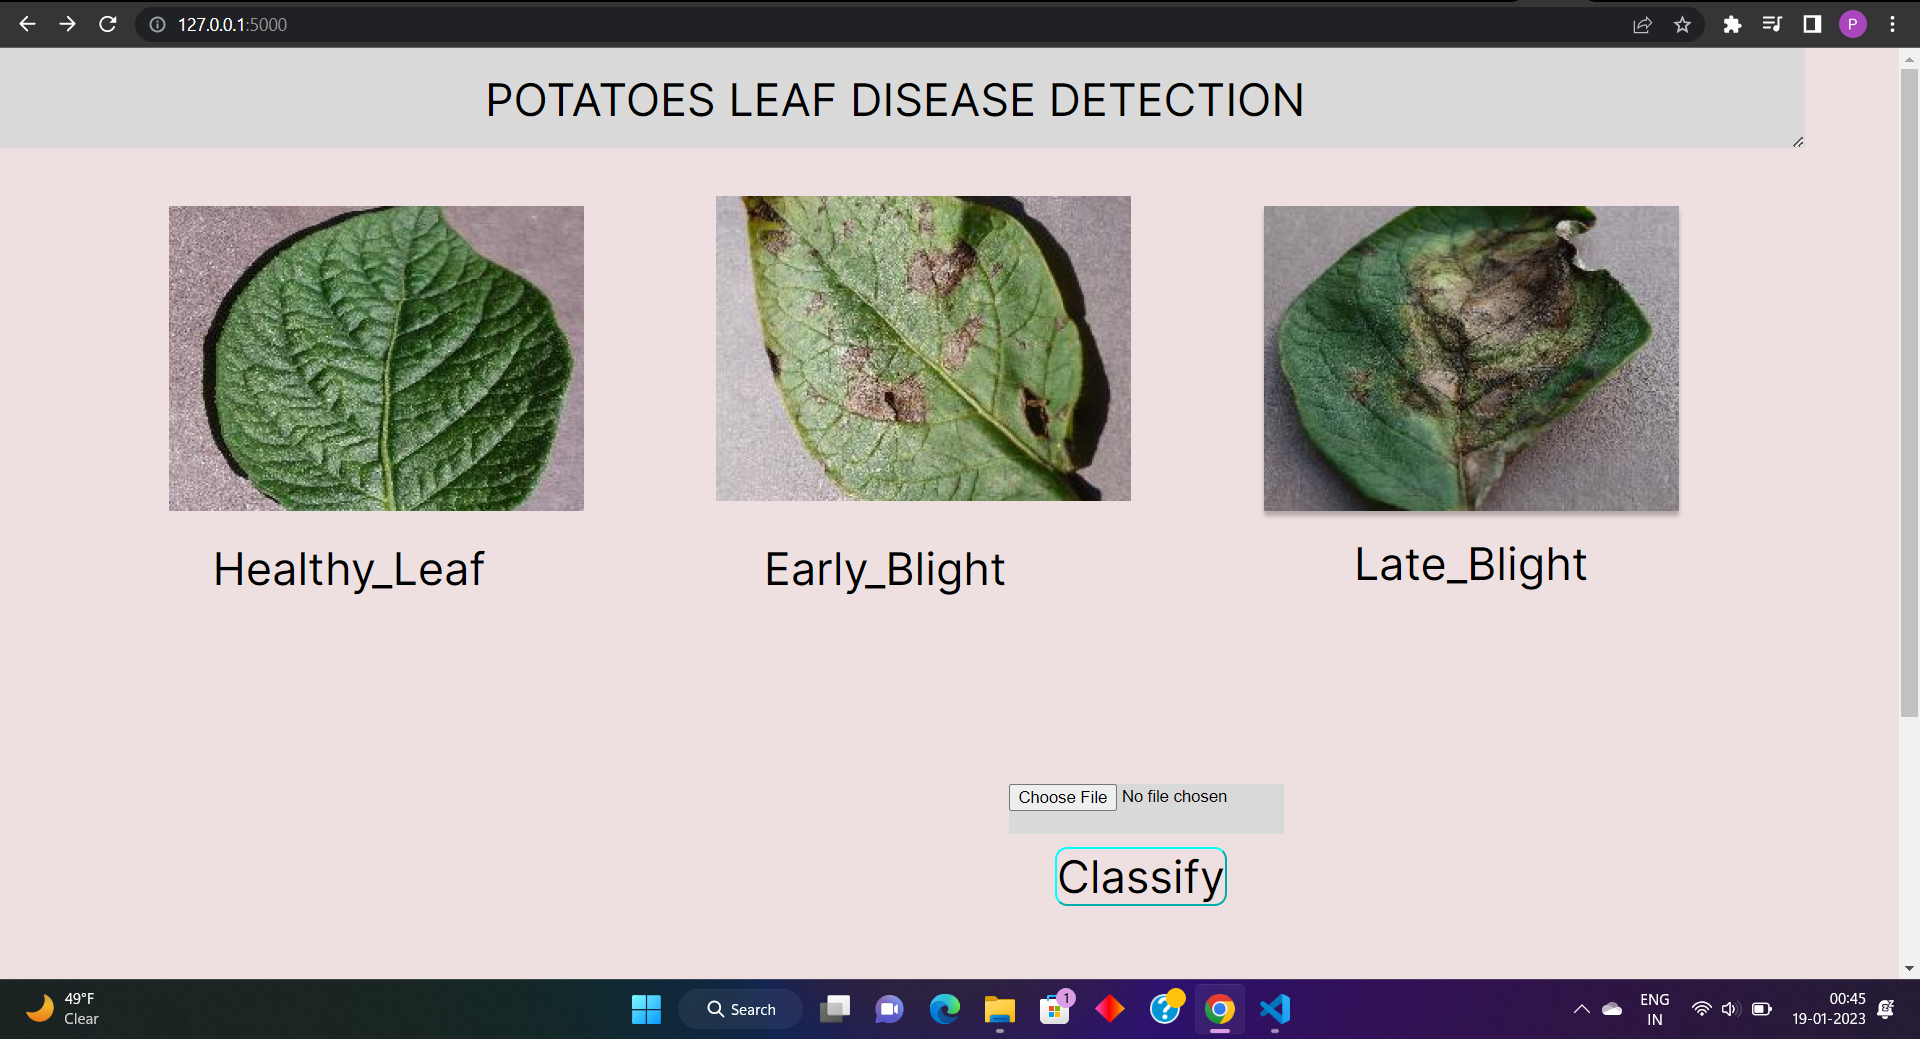 127.0.0.1:5000
P
POTATOES LEAF DISEASE DETECTION
Healthy_Leaf
Early_Blight
Late_Blight
Choose File No file chosen
Classify
49°F
Clear
Search
1
ENG
IN
00:45
19-01-2023